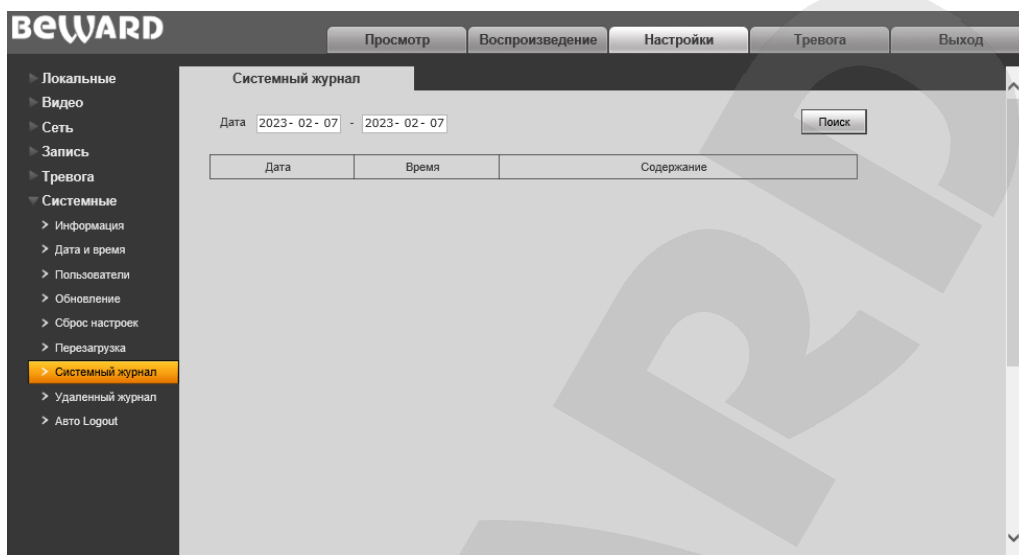 BEWARD
Просмотр Воспроизведение Настройки Тревога Выход
Локальные
Видео
Сеть
Запись
Тревога
Системные
Информация
Дата и время
Пользователи
Обновление
Сброс настроек
Перезагрузка
Системный журнал
Удаленный журнал
Авто Logout
Системный журнал
Дата 2023- 02- 07 - 2023- 02- 07 Поиск
Дата Время Содержание